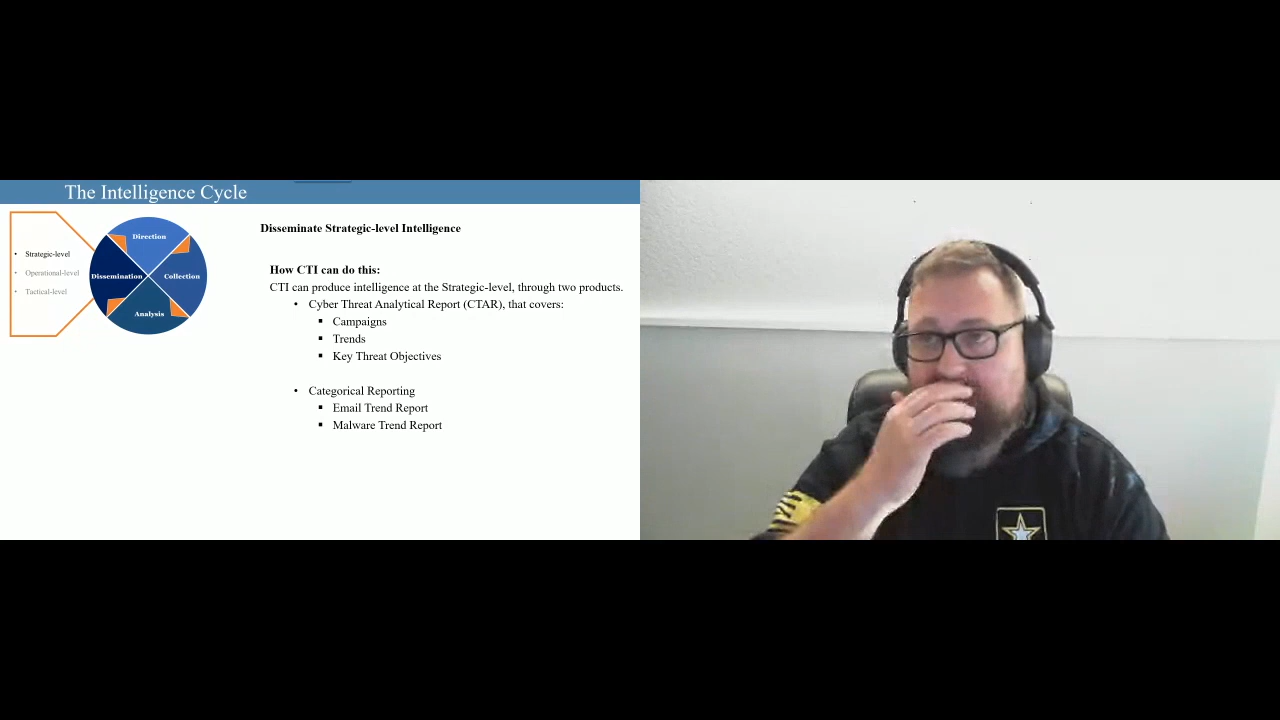 The Intelligence Cycle
Strategic-level
Operational-level
Tactical-level
Direction
Dissemination
Collection
Analysis
Disseminate Strategic-level Intelligence
How CTI can do this:
CTI can produce intelligence at the Strategic-level, through two products.
• Cyber Threat Analytical Report (CTAR), that covers:
▪ Campaigns
▪ Trends
▪ Key Threat Objectives
• Categorical Reporting
▪ Email Trend Report
▪ Malware Trend Report